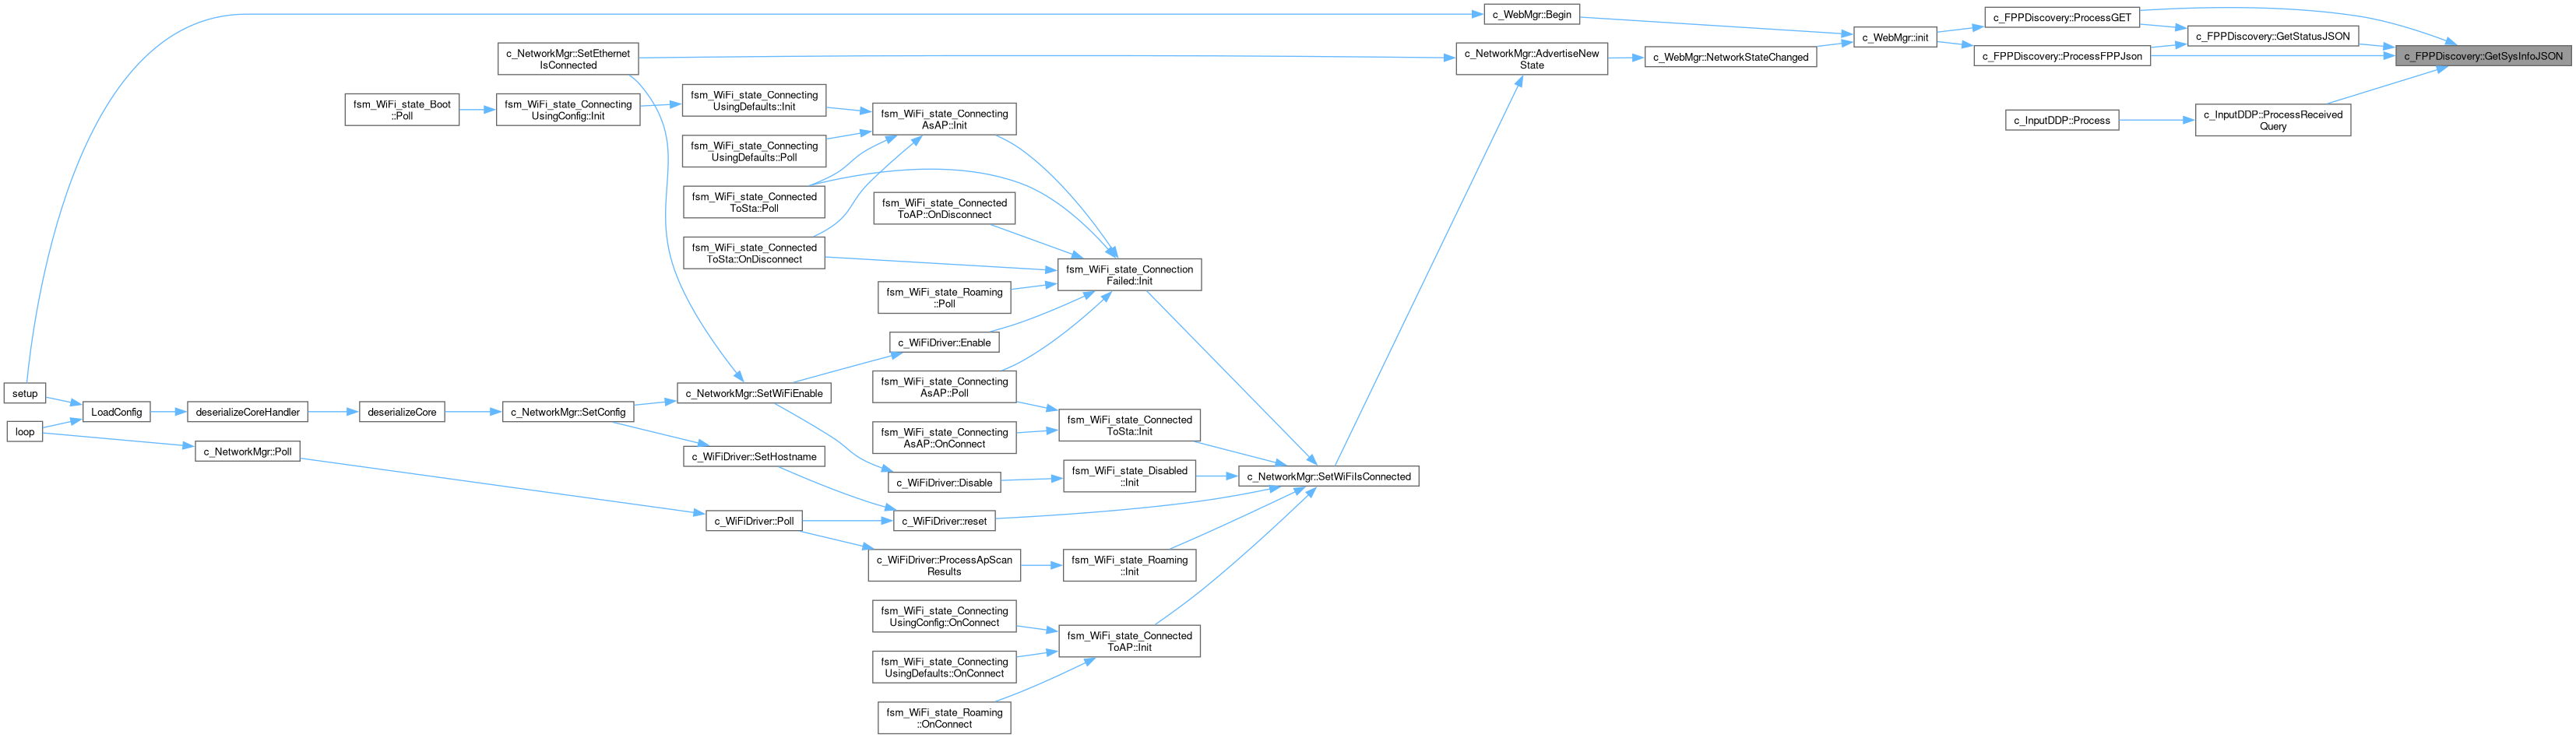 c_WebMgr::Begin
c_FPPDiscovery::ProcessGET
c_FPPDiscovery::GetStatusJSON
c_WebMgr::init
c_FPPDiscovery::GetSysInfoJSON
c_FPPDiscovery::ProcessFPPJson
c_NetworkMgr::SetEthernet
IsConnected
c_NetworkMgr::AdvertiseNew
State
c_WebMgr::NetworkStateChanged
fsm_WiFi_state_Boot
::Poll
fsm_WiFi_state_Connecting
UsingConfig::Init
fsm_WiFi_state_Connecting
UsingDefaults::Init
fsm_WiFi_state_Connecting
AsAP::Init
c_InputDDP::Process
c_InputDDP::ProcessReceived
Query
fsm_WiFi_state_Connecting
UsingDefaults::Poll
fsm_WiFi_state_Connected
ToSta::Poll
fsm_WiFi_state_Connected
ToAP::OnDisconnect
fsm_WiFi_state_Connected
ToSta::OnDisconnect
fsm_WiFi_state_Connection
Failed::Init
fsm_WiFi_state_Roaming
::Poll
c_WiFiDriver::Enable
setup
loop
LoadConfig
deserializeCoreHandler
deserializeCore
c_NetworkMgr::SetConfig
c_NetworkMgr::SetWiFiEnable
fsm_WiFi_state_Connecting
AsAP::Poll
fsm_WiFi_state_Connected
ToSta::Init
fsm_WiFi_state_Connecting
AsAP::OnConnect
c_NetworkMgr::Poll
c_WiFiDriver::SetHostname
c_WiFiDriver::Disable
fsm_WiFi_state_Disabled
::Init
c_NetworkMgr::SetWiFiIsConnected
c_WiFiDriver::Poll
c_WiFiDriver::reset
c_WiFiDriver::ProcessApScan
Results
fsm_WiFi_state_Roaming
::Init
fsm_WiFi_state_Connecting
UsingConfig::OnConnect
fsm_WiFi_state_Connected
ToAP::Init
fsm_WiFi_state_Connecting
UsingDefaults::OnConnect
fsm_WiFi_state_Roaming
::OnConnect